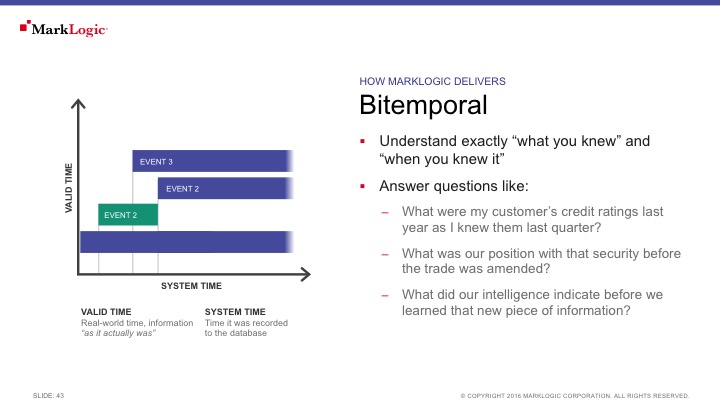 MarkLogic
HOW MARKLOGIC DELIVERS
Bitemporal
▪ Understand exactly “what you knew” and
“when you knew it”
▪ Answer questions like:
– What were my customer’s credit ratings last
year as I knew them last quarter?
– What was our position with that security before
the trade was amended?
– What did our intelligence indicate before we
learned that new piece of information?
VALID TIME
EVENT 3
EVENT 2
EVENT 2
SYSTEM TIME
VALID TIME
Real-world time, information
“as it actually was”
SYSTEM TIME
Time it was recorded
to the database
SLIDE: 43
© COPYRIGHT 2016 MARKLOGIC CORPORATION. ALL RIGHTS RESERVED.